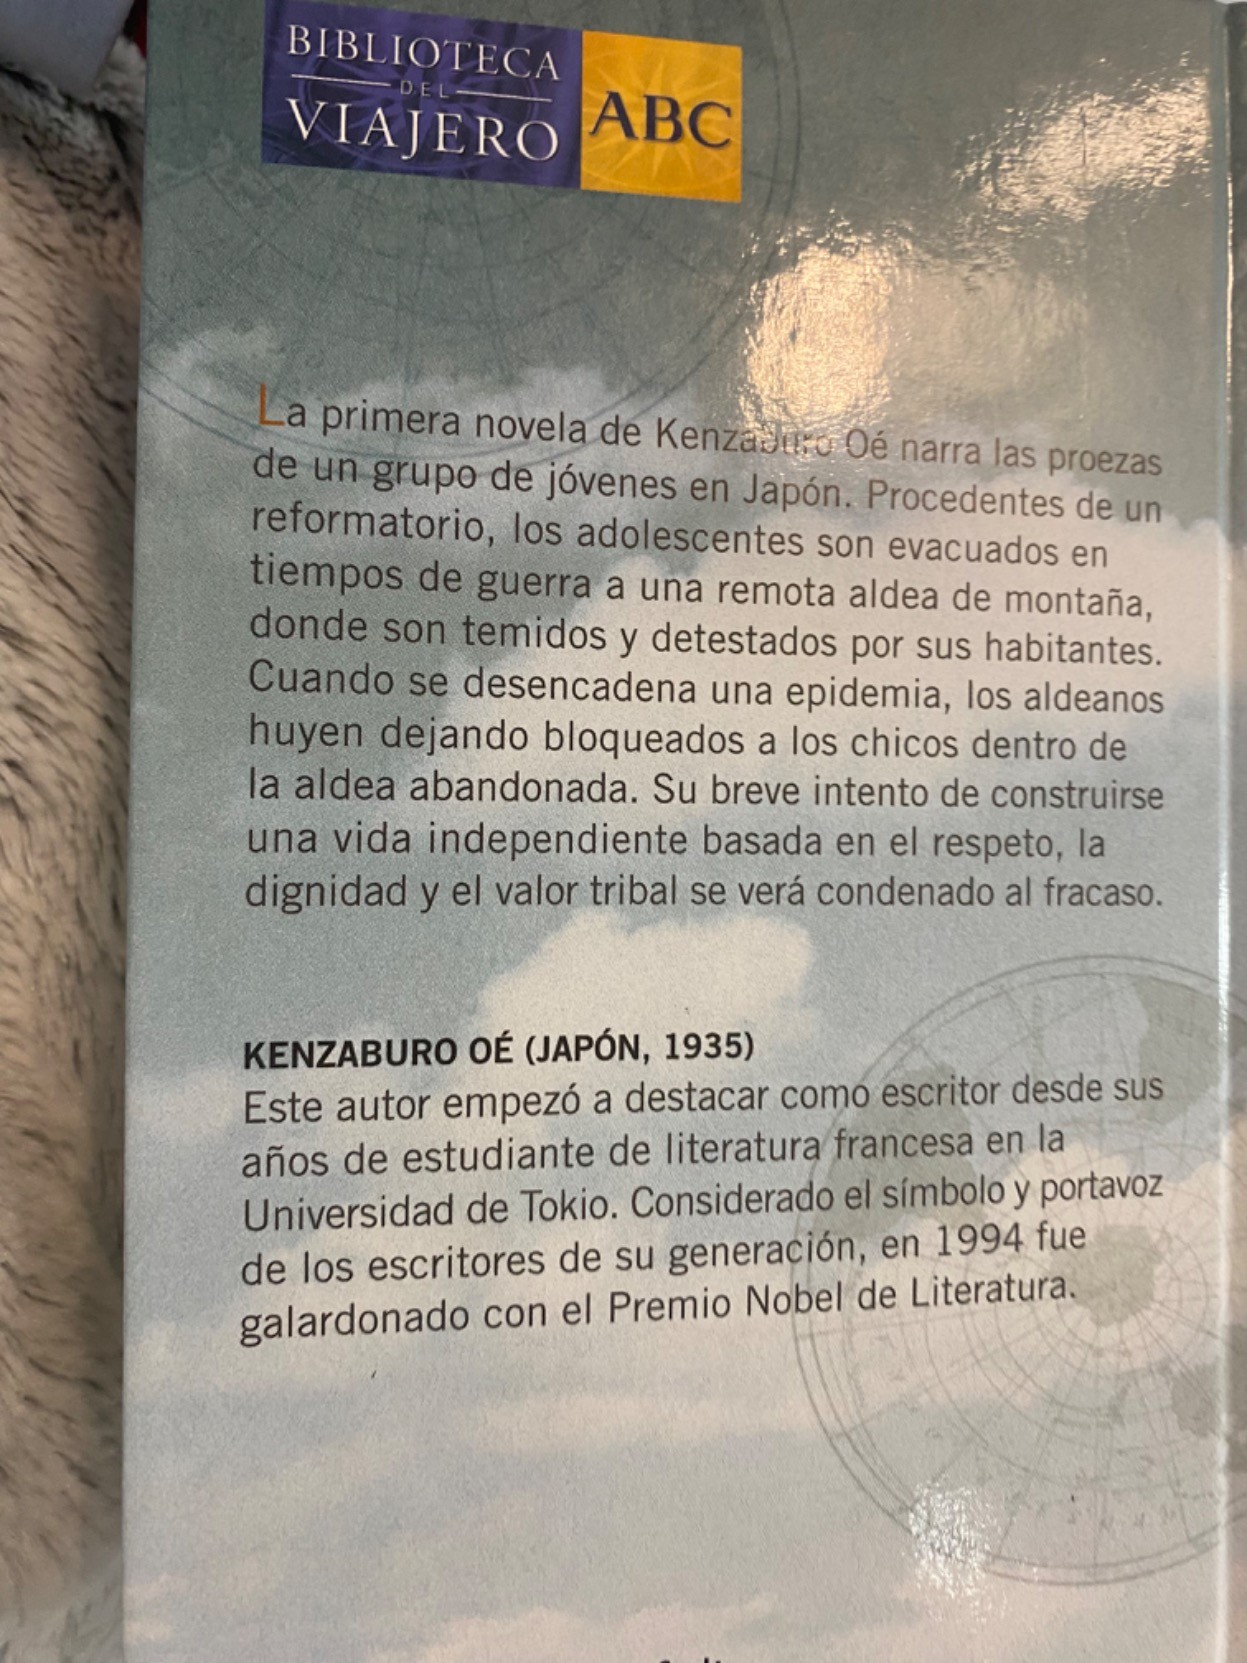 BIBLIOTECA
DEL
VIAJERO
ABC
La primera novela de Kenzaburo Oé narra las proezas
de un grupo de jóvenes en Japón. Procedentes de un
reformatorio, los adolescentes son evacuados en
tiempos de guerra a una remota aldea de montaña,
donde son temidos y detestados por sus habitantes.
Cuando se desencadena una epidemia, los aldeanos
huyen dejando bloqueados a los chicos dentro de
la aldea abandonada. Su breve intento de construirse
una vida independiente basada en el respeto, la
dignidad y el valor tribal se verá condenado al fracaso.
KENZABURO OÉ (JAPÓN, 1935)
Este autor empezó a destacar como escritor desde sus
años de estudiante de literatura francesa en la
Universidad de Tokio. Considerado el símbolo y portavoz
de los escritores de su generación, en 1994 fue
galardonado con el Premio Nobel de Literatura.